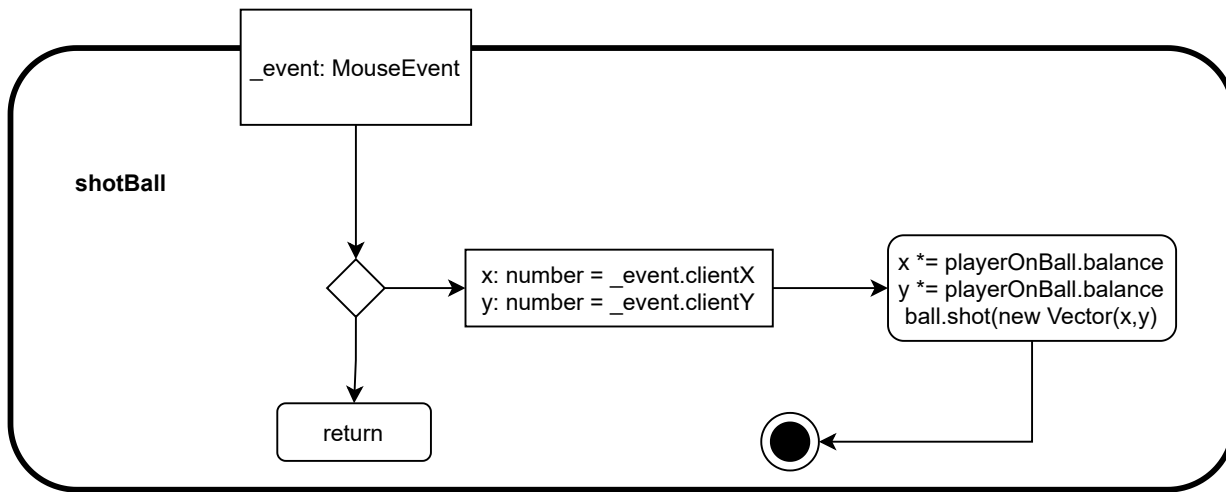 _event: MouseEvent
shotBall
x: number = _event.clientX
y: number = _event.clientY
x *= playerOnBall.balance
y *= playerOnBall.balance
ball.shot(new Vector(x,y)
return